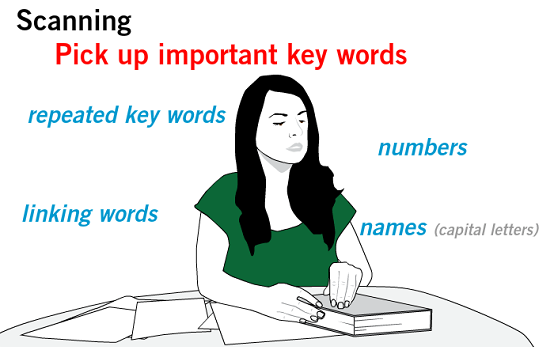 Scanning
Pick up important key words
repeated key words
numbers
linking words
names (capital letters)